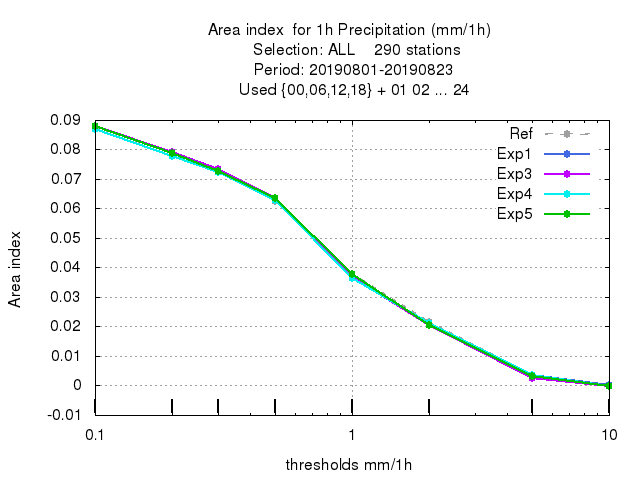 Area index  for 1h Precipitation (mm/1h)
Selection: ALL    290 stations
Period: 20190801-20190823
Used {00,06,12,18} + 01 02 ... 24
Area index
0.09
0.08
0.07
0.06
0.05
0.04
0.03
0.02
0.01
0
-0.01
Ref
Exp1
Exp3
Exp4
Exp5
0.1
1
10
thresholds mm/1h